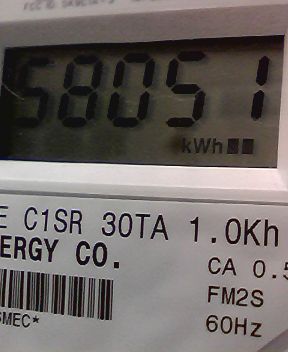 58051
kWh
E C1SR 30TA 1.0Kh
ERGY CO.
CA 0.5
FM2S
SMEC*
60Hz